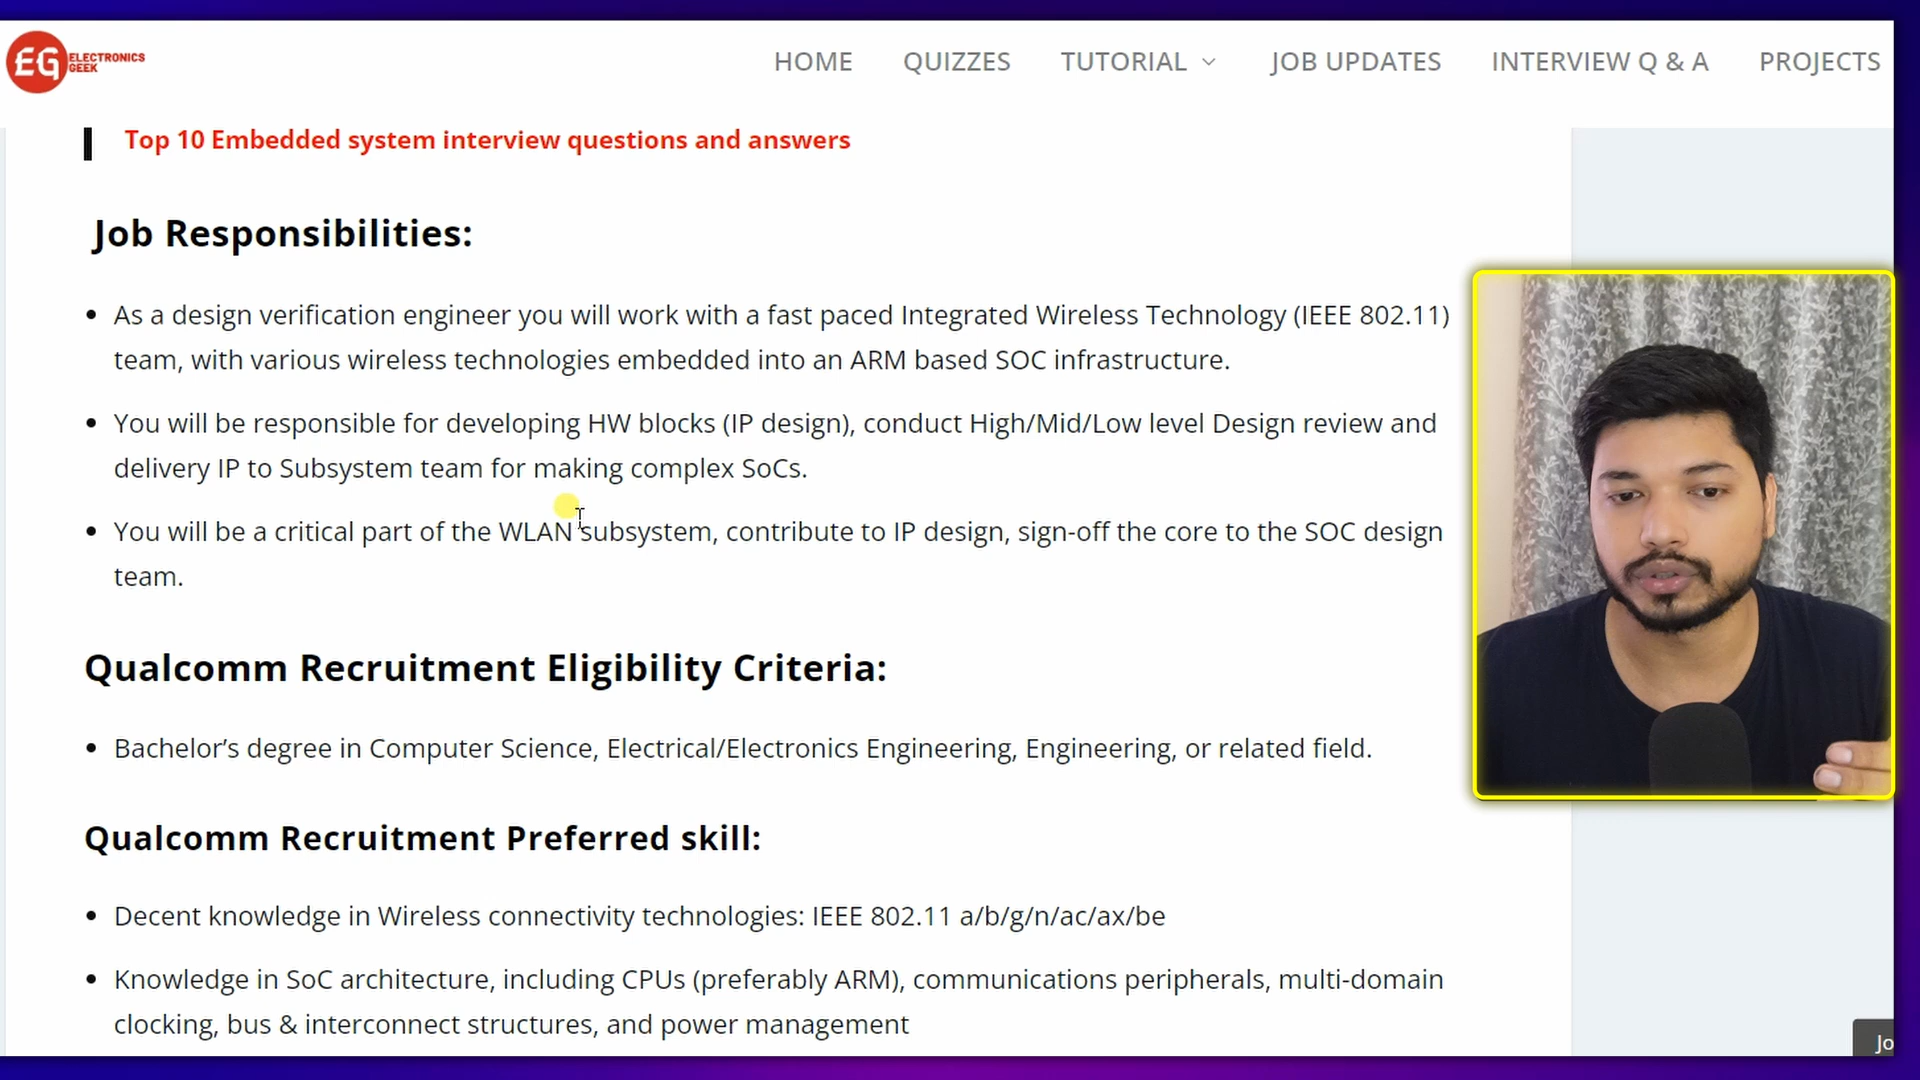 EG ELECTRONICS
GEEK
HOME QUIZZES TUTORIAL JOB UPDATES INTERVIEW Q & A PROJECTS
Top 10 Embedded system interview questions and answers
Job Responsibilities:
• As a design verification engineer you will work with a fast paced Integrated Wireless Technology (IEEE 802.11)
team, with various wireless technologies embedded into an ARM based SOC infrastructure.
• You will be responsible for developing HW blocks (IP design), conduct High/Mid/Low level Design review and
delivery IP to Subsystem team for making complex SoCs.
• You will be a critical part of the WLAN subsystem, contribute to IP design, sign-off the core to the SOC design
team.
Qualcomm Recruitment Eligibility Criteria:
• Bachelor’s degree in Computer Science, Electrical/Electronics Engineering, Engineering, or related field.
Qualcomm Recruitment Preferred skill:
• Decent knowledge in Wireless connectivity technologies: IEEE 802.11 a/b/g/n/ac/ax/be
• Knowledge in SoC architecture, including CPUs (preferably ARM), communications peripherals, multi-domain
clocking, bus & interconnect structures, and power management
Jo